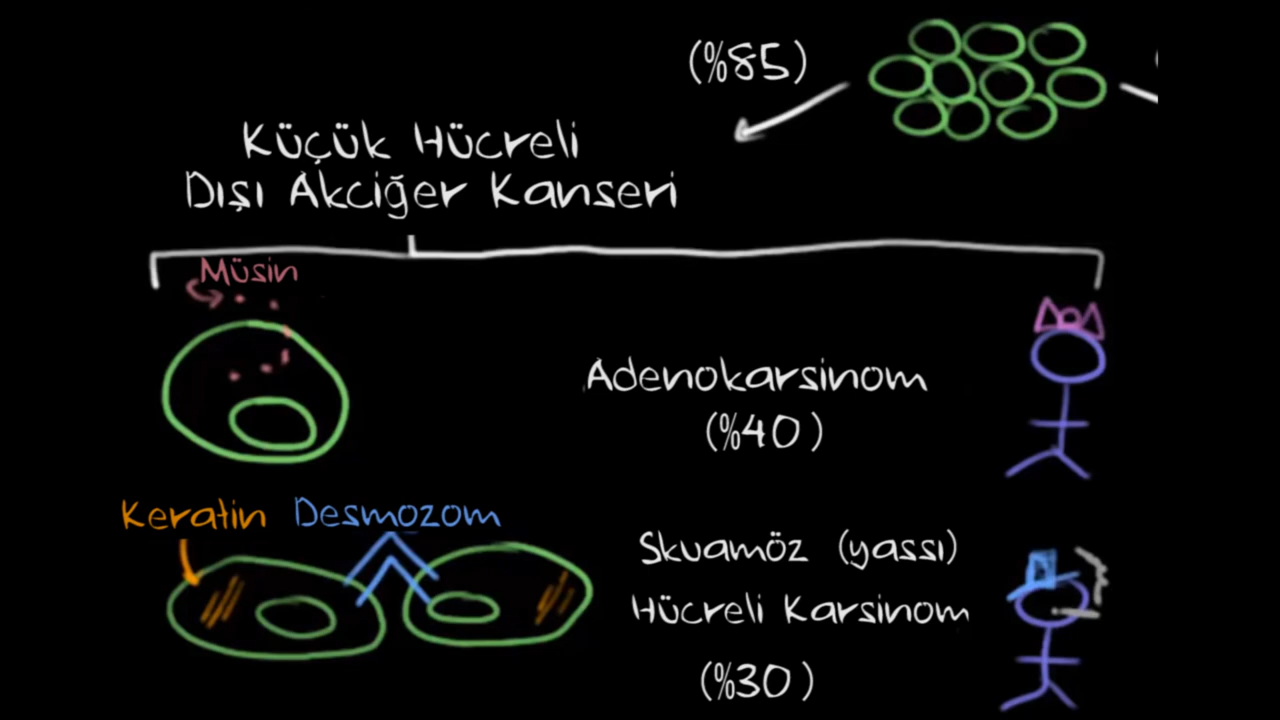 (%85)
Küçük Hücreli
Dışı Akciğer Kanseri
Müsin
Adenokarsinom
(%40)
Keratin Desmozom
Skuamöz (yassı)
Hücreli Karsinom
(%30)